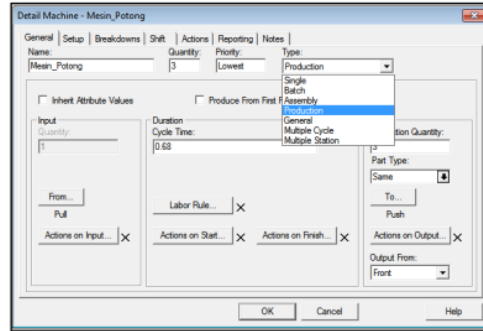 Detail Machine - Mesin_Potong
General Setup Breakdowns Shift Actions Reporting Notes
Name: Quantity: Priority: Type:
Mesin_Potong 3 Lowest Production
Single
Batch
Assembly
Production
General
Multiple Cycle
Multiple Station
Inherit Attribute Values Produce From First
Input Duration Quantity:
Quantity: Cycle Time:
1 0.68 3
Part Type:
Same
From... Labor Rule... To...
Pull Push
Actions on Input... Actions on Start... Actions on Finish... Actions on Output...
Output From:
Front
OK Cancel Help